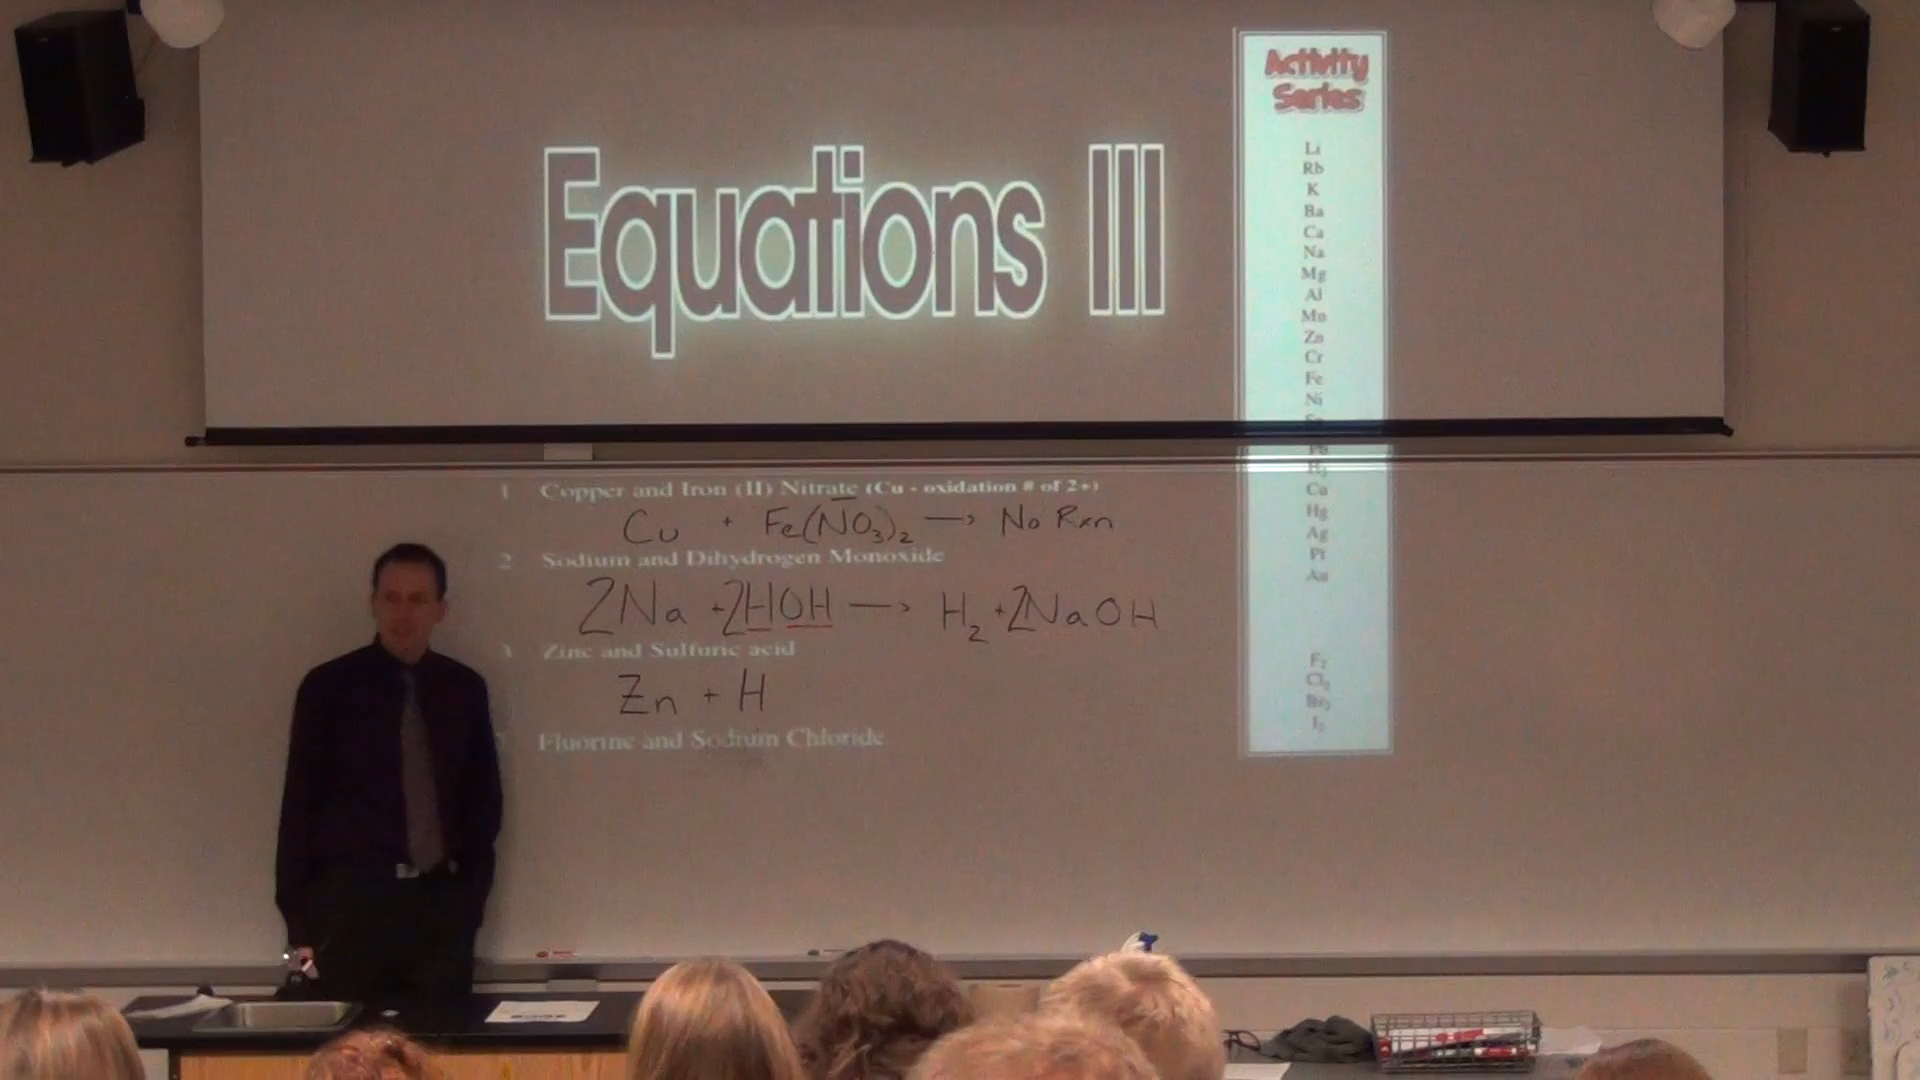 Equations III
Activity
Series
Li
Rb
K
Ba
Ca
Na
Mg
Al
Mn
Zn
Cr
Fe
Ni
Pb
H₂
Cu
Hg
Ag
Pt
Au
F₂
Cl₂
Br₂
I₂
1 Copper and Iron (II) Nitrate (Cu - oxidation # of 2+)
Cu + Fe(NO₃)₂ → No Rxn
2 Sodium and Dihydrogen Monoxide
2Na + 2HOH → H₂ + 2NaOH
3 Zinc and Sulfuric acid
Zn + H
Fluorine and Sodium Chloride